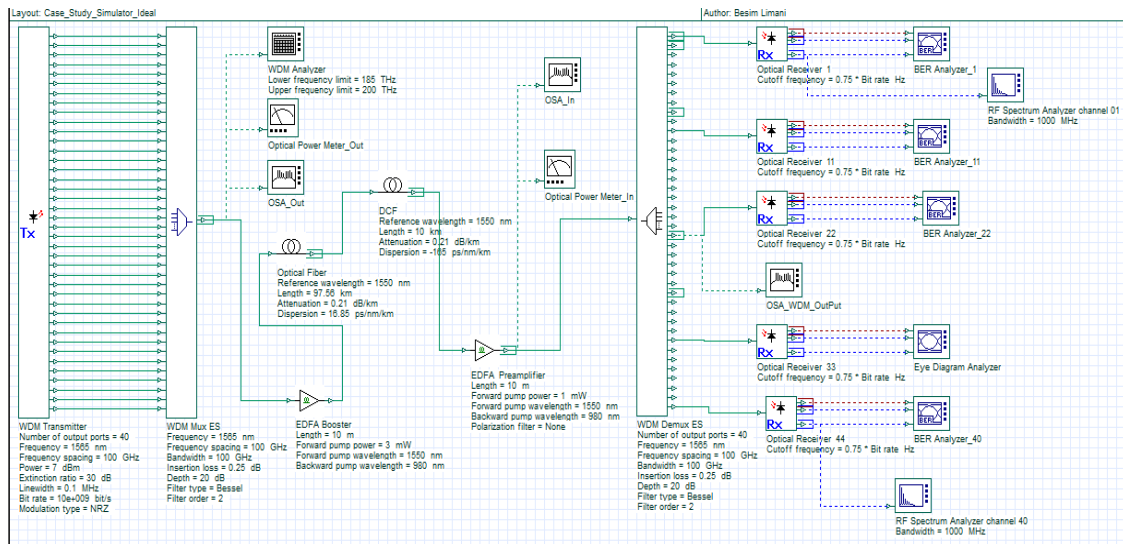 Layout: Case_Study_Simulator_Ideal
Author: Besim Limani
Tx
WDM Transmitter
Number of output ports = 40
Frequency = 1565 nm
Frequency spacing = 100 GHz
Power = 7 dBm
Extinction ratio = 30 dB
Linewidth = 0.1 MHz
Bit rate = 10e+009 bit/s
Modulation type = NRZ
WDM Mux ES
Frequency = 1565 nm
Frequency spacing = 100 GHz
Bandwidth = 100 GHz
Insertion loss = 0.25 dB
Depth = 20 dB
Filter type = Bessel
Filter order = 2
WDM Analyzer
Lower frequency limit = 185 THz
Upper frequency limit = 200 THz
Optical Power Meter_Out
OSA_Out
Optical Fiber
Reference wavelength = 1550 nm
Length = 97.56 km
Attenuation = 0.21 dB/km
Dispersion = 16.85 ps/nm/km
DCF
Reference wavelength = 1550 nm
Length = 10 km
Attenuation = 0.21 dB/km
Dispersion = -165 ps/nm/km
EDFA Booster
Length = 10 m
Forward pump power = 3 mW
Forward pump wavelength = 1550 nm
Backward pump wavelength = 980 nm
OSA_In
Optical Power Meter_In
EDFA Preamplifier
Length = 10 m
Forward pump power = 1 mW
Forward pump wavelength = 1550 nm
Backward pump wavelength = 980 nm
Polarization filter = None
WDM Demux ES
Number of output ports = 40
Frequency = 1565 nm
Frequency spacing = 100 GHz
Bandwidth = 100 GHz
Insertion loss = 0.25 dB
Depth = 20 dB
Filter type = Bessel
Filter order = 2
Rx
Optical Receiver 1
Cutoff frequency = 0.75 * Bit rate Hz
BER
BER Analyzer_1
RF Spectrum Analyzer channel 01
Bandwidth = 1000 MHz
Rx
Optical Receiver 11
Cutoff frequency = 0.75 * Bit rate Hz
BER
BER Analyzer_11
Rx
Optical Receiver 22
Cutoff frequency = 0.75 * Bit rate Hz
BER
BER Analyzer_22
OSA_WDM_OutPut
Rx
Optical Receiver 33
Cutoff frequency = 0.75 * Bit rate Hz
Eye Diagram Analyzer
Rx
Optical Receiver 44
Cutoff frequency = 0.75 * Bit rate Hz
BER
BER Analyzer_40
RF Spectrum Analyzer channel 40
Bandwidth = 1000 MHz